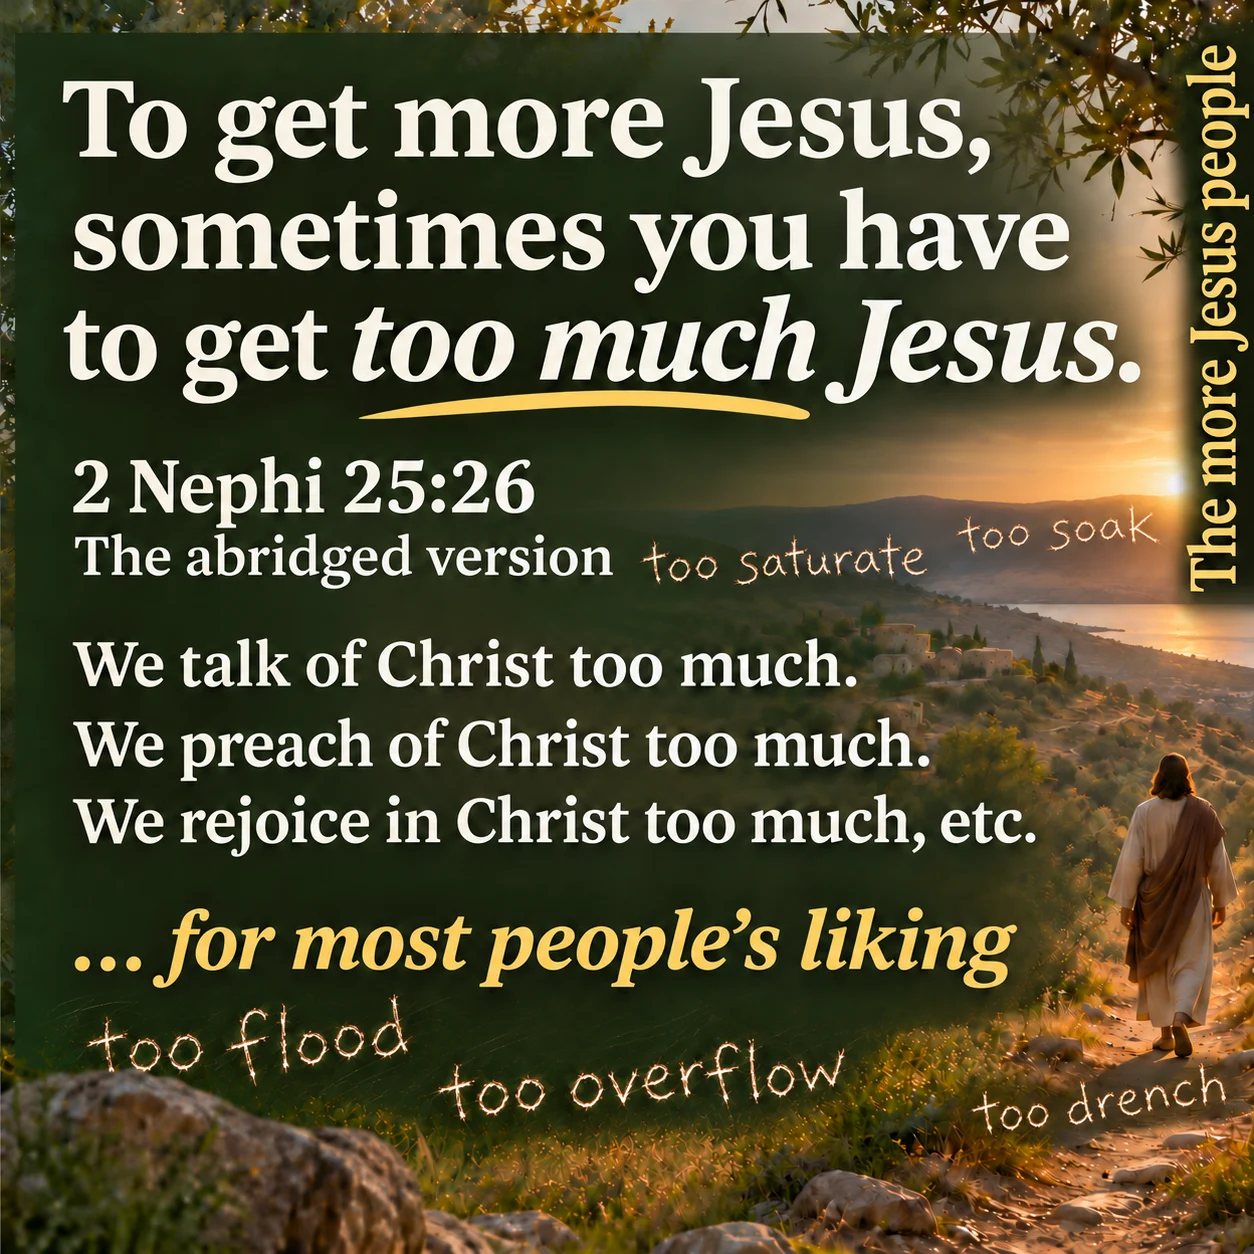 To get more Jesus,
sometimes you have
to get too much Jesus.
The more Jesus people
2 Nephi 25:26
The abridged version
too saturate
too soak
We talk of Christ too much.
We preach of Christ too much.
We rejoice in Christ too much, etc.
... for most people’s liking
too flood
too overflow
too drench